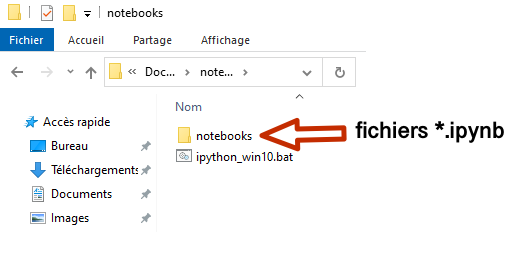 notebooks
Fichier Accueil Partage Affichage
« Doc... > note... >
Nom
Accès rapide
notebooks
fichiers *.ipynb
Bureau
ipython_win10.bat
Téléchargements
Documents
Images